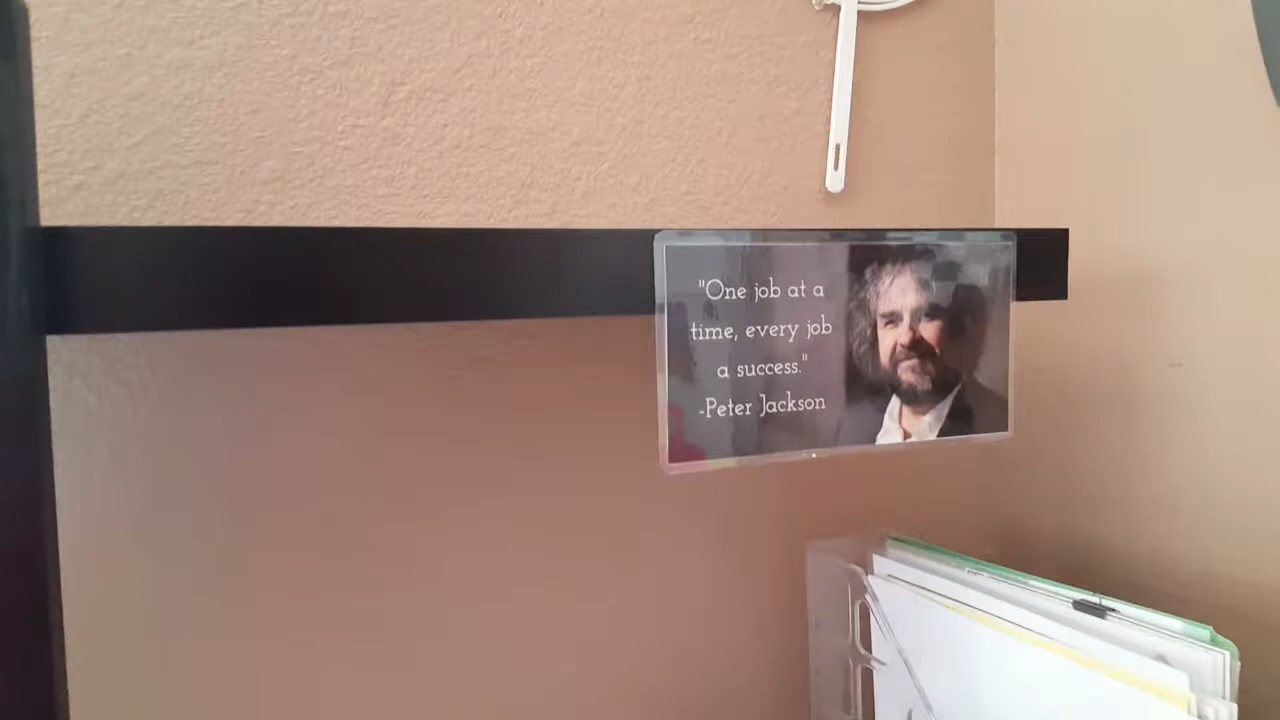 "One job at a
time, every job
a success."
-Peter Jackson